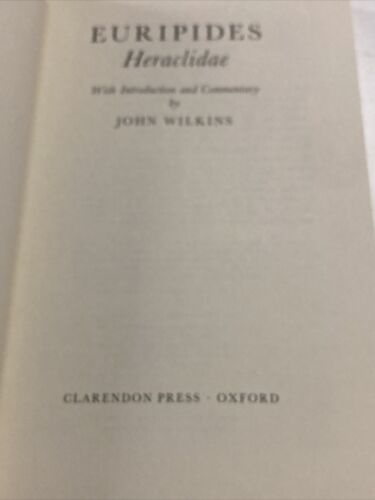 EURIPIDES
Heraclidae
With Introduction and Commentary
by
JOHN WILKINS
CLARENDON PRESS · OXFORD